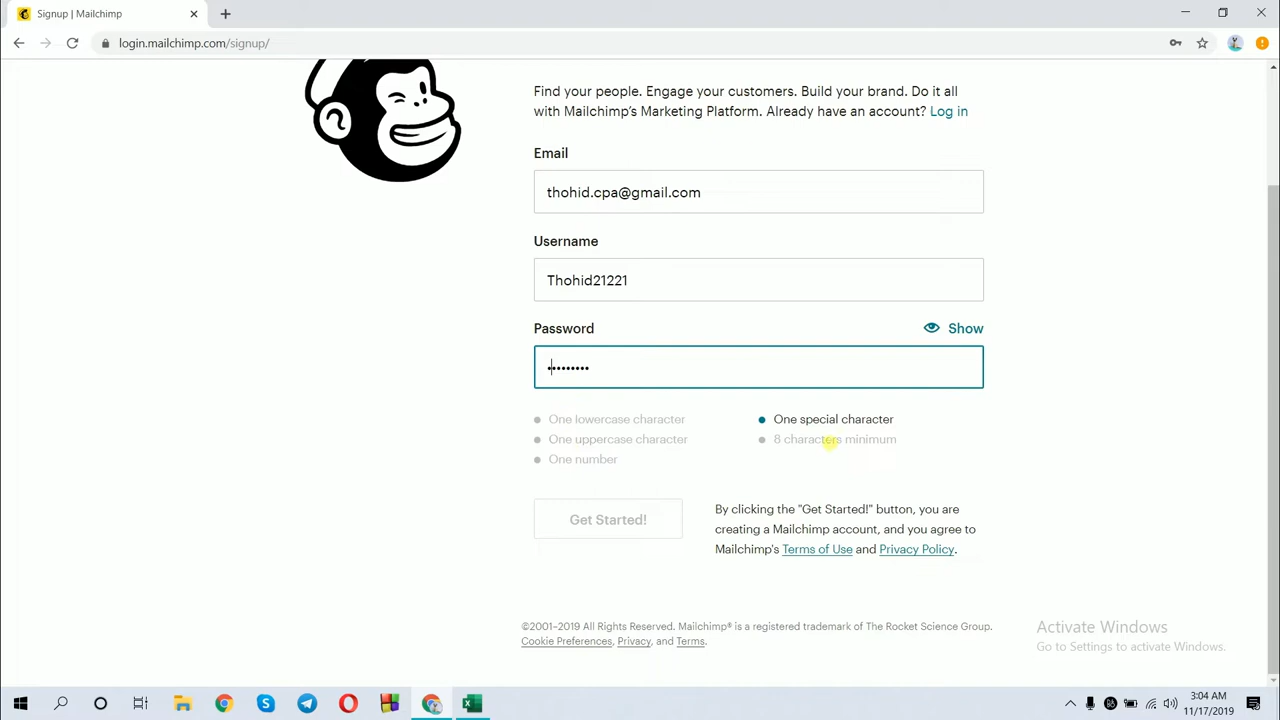 Signup | Mailchimp
login.mailchimp.com/signup/
Find your people. Engage your customers. Build your brand. Do it all
with Mailchimp's Marketing Platform. Already have an account? Log in
Email
thohid.cpa@gmail.com
Username
Thohid21221
Password
Show
•••••••••
One lowercase character
One special character
One uppercase character
8 characters minimum
One number
Get Started!
By clicking the "Get Started!" button, you are
creating a Mailchimp account, and you agree to
Mailchimp's Terms of Use and Privacy Policy.
©2001–2019 All Rights Reserved. Mailchimp® is a registered trademark of The Rocket Science Group.
Cookie Preferences, Privacy, and Terms.
Activate Windows
Go to Settings to activate Windows.
3:04 AM
11/17/2019